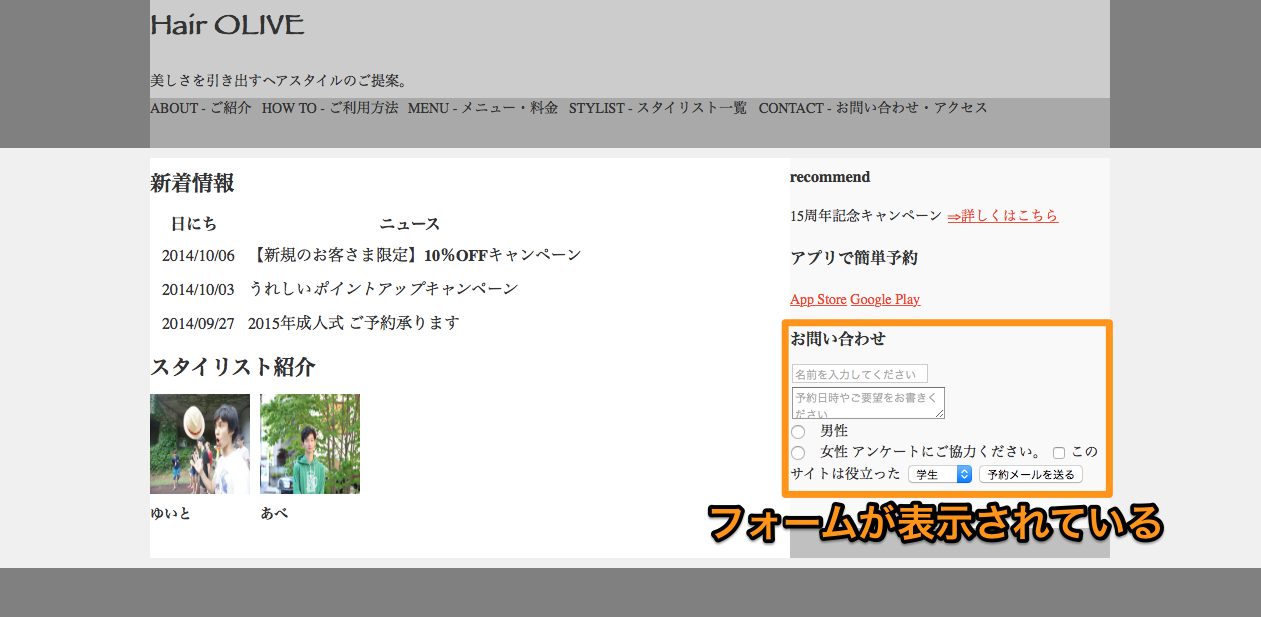 Hair OLIVE
美しさを引き出すヘアスタイルのご提案。
ABOUT - ご紹介 HOW TO - ご利用方法 MENU - メニュー・料金 STYLIST - スタイリスト一覧 CONTACT - お問い合わせ・アクセス
新着情報
日にち ニュース
2014/10/06 【新規のお客さま限定】10%OFFキャンペーン
2014/10/03 うれしいポイントアップキャンペーン
2014/09/27 2015年成人式 ご予約承ります
スタイリスト紹介
ゆいと あべ
recommend
15周年記念キャンペーン ⇒詳しくはこちら
アプリで簡単予約
App Store Google Play
お問い合わせ
名前を入力してください
予約日時やご要望をお書きく
ださい
男性
女性 アンケートにご協力ください。 この
サイトは役立った 学生 予約メールを送る
フォームが表示されている